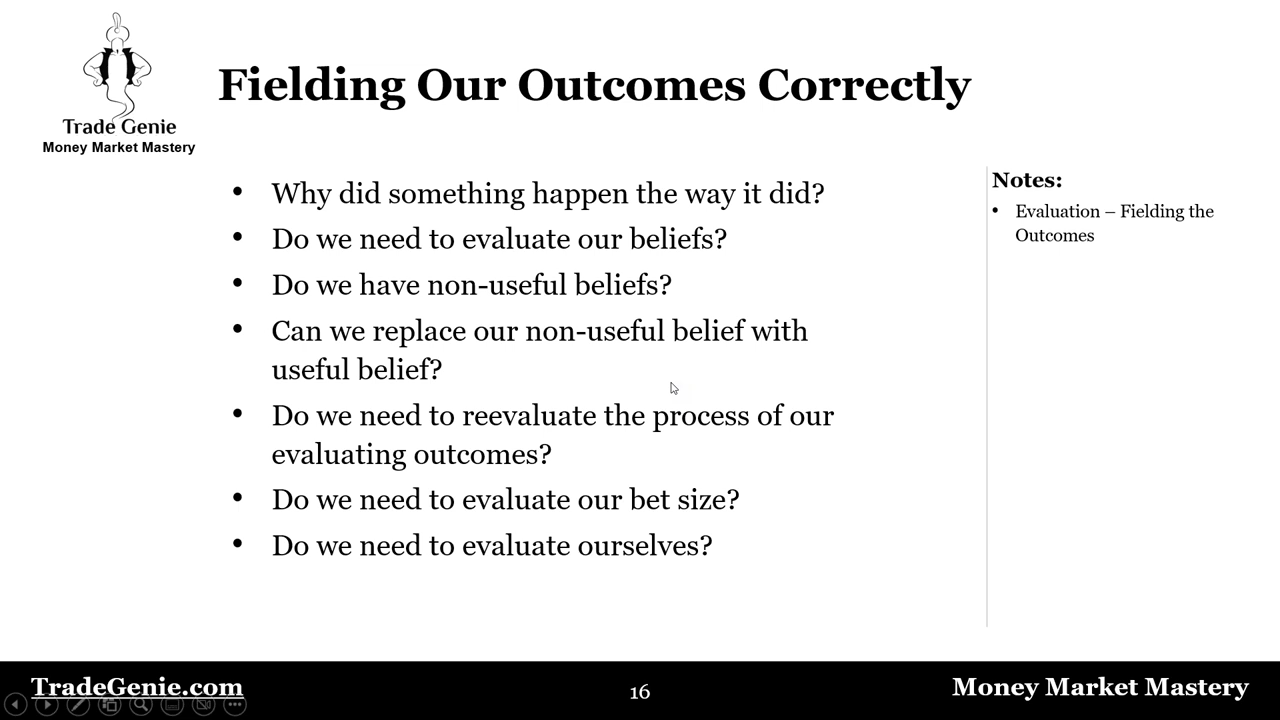 Trade Genie
Money Market Mastery
Fielding Our Outcomes Correctly
• Why did something happen the way it did?
• Do we need to evaluate our beliefs?
• Do we have non-useful beliefs?
• Can we replace our non-useful belief with
useful belief?
• Do we need to reevaluate the process of our
evaluating outcomes?
• Do we need to evaluate our bet size?
• Do we need to evaluate ourselves?
Notes:
• Evaluation – Fielding the
Outcomes
TradeGenie.com
16
Money Market Mastery